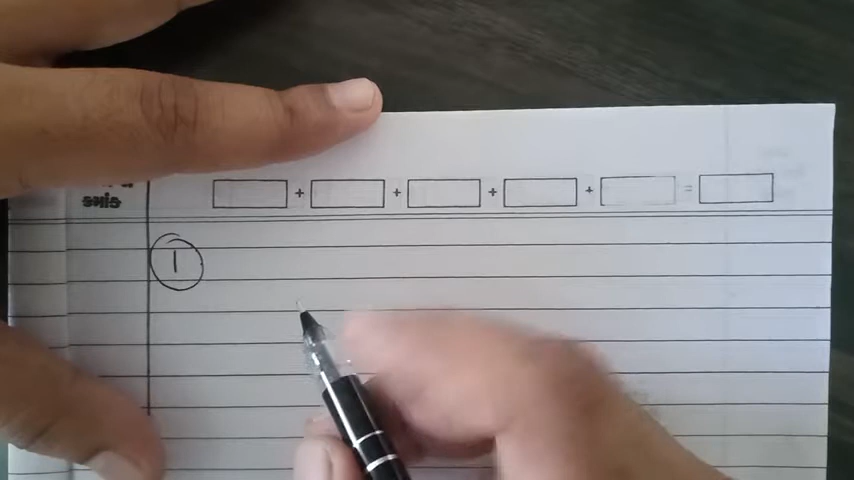 + + + + =
1